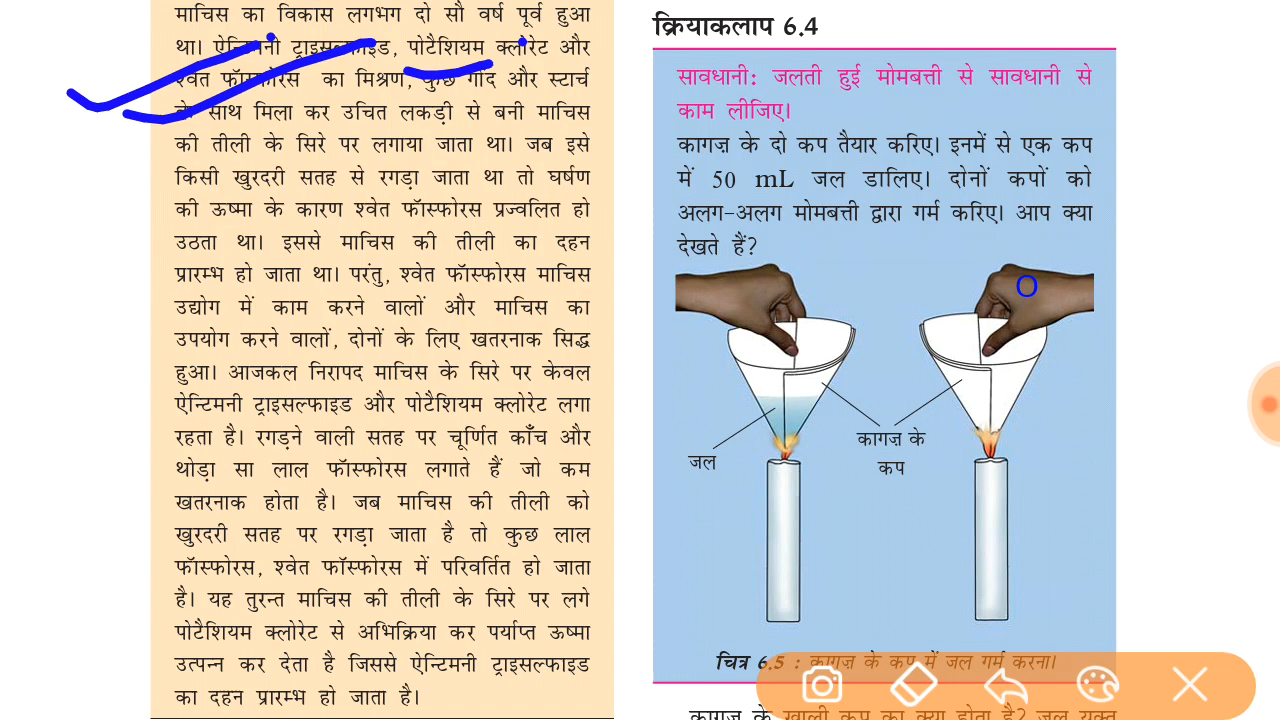 माचिस का विकास लगभग दो सौ वर्ष पूर्व हुआ
था। ऐन्टिमनी ट्राइसल्फाइड, पोटैशियम क्लोरेट और
श्वेत फॉस्फोरस का मिश्रण, कुछ गोंद और स्टार्च
के साथ मिला कर उचित लकड़ी से बनी माचिस
की तीली के सिरे पर लगाया जाता था। जब इसे
किसी खुरदरी सतह से रगड़ा जाता था तो घर्षण
की ऊष्मा के कारण श्वेत फॉस्फोरस प्रज्वलित हो
उठता था। इससे माचिस की तीली का दहन
प्रारम्भ हो जाता था। परंतु, श्वेत फॉस्फोरस माचिस
उद्योग में काम करने वालों और माचिस का
उपयोग करने वालों, दोनों के लिए खतरनाक सिद्ध
हुआ। आजकल निरापद माचिस के सिरे पर केवल
ऐन्टिमनी ट्राइसल्फाइड और पोटैशियम क्लोरेट लगा
रहता है। रगड़ने वाली सतह पर चूर्णित काँच और
थोड़ा सा लाल फॉस्फोरस लगाते हैं जो कम
खतरनाक होता है। जब माचिस की तीली को
खुरदरी सतह पर रगड़ा जाता है तो कुछ लाल
फॉस्फोरस, श्वेत फॉस्फोरस में परिवर्तित हो जाता
है। यह तुरन्त माचिस की तीली के सिरे पर लगे
पोटैशियम क्लोरेट से अभिक्रिया कर पर्याप्त ऊष्मा
उत्पन्न कर देता है जिससे ऐन्टिमनी ट्राइसल्फाइड
का दहन प्रारम्भ हो जाता है।
क्रियाकलाप 6.4
सावधानी: जलती हुई मोमबत्ती से सावधानी से
काम लीजिए।
कागज़ के दो कप तैयार करिए। इनमें से एक कप
में 50 mL जल डालिए। दोनों कपों को
अलग-अलग मोमबत्ती द्वारा गर्म करिए। आप क्या
देखते हैं?
जल
कागज़ के
कप
चित्र 6.5 : कागज़ के कप में जल गर्म करना।
कागज़ के खाली कप का क्या होता है? जल युक्त